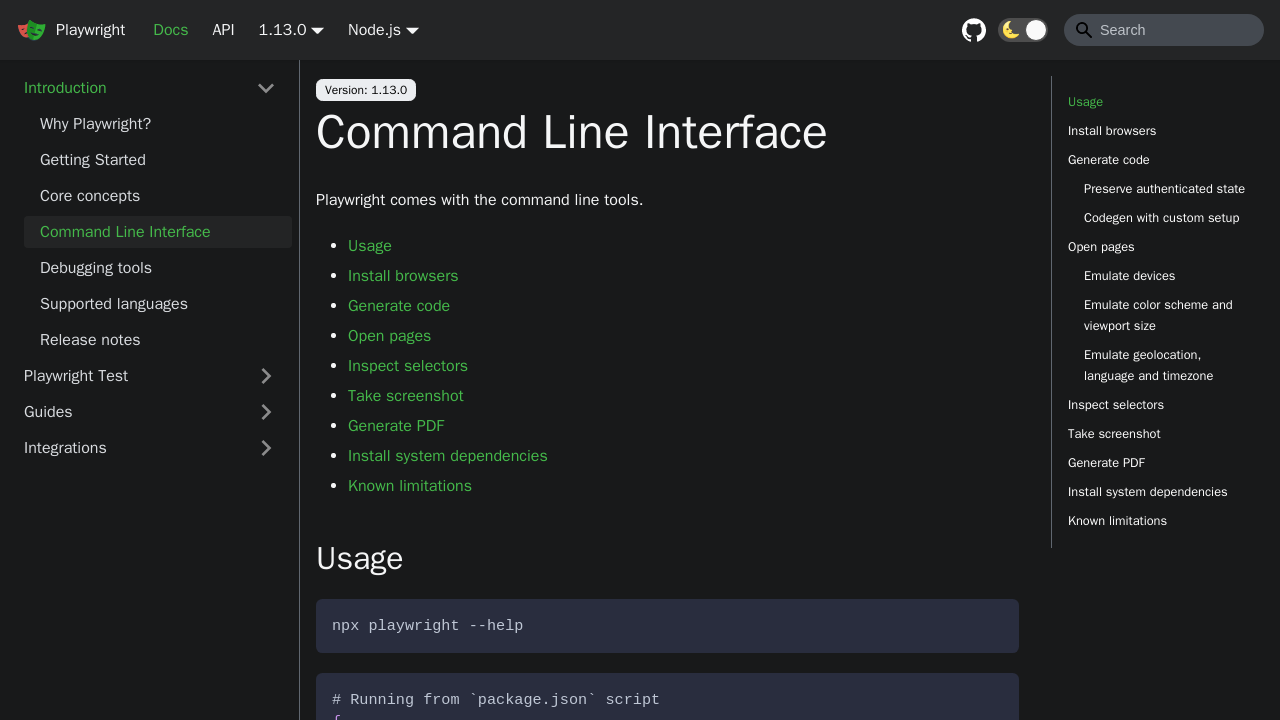 Playwright
Docs
API
1.13.0
Node.js
Search
Introduction
Why Playwright?
Getting Started
Core concepts
Command Line Interface
Debugging tools
Supported languages
Release notes
Playwright Test
Guides
Integrations
Version: 1.13.0
Command Line Interface
Playwright comes with the command line tools.
Usage
Install browsers
Generate code
Open pages
Inspect selectors
Take screenshot
Generate PDF
Install system dependencies
Known limitations
Usage
npx playwright --help
# Running from `package.json` script
{
Usage
Install browsers
Generate code
Preserve authenticated state
Codegen with custom setup
Open pages
Emulate devices
Emulate color scheme and
viewport size
Emulate geolocation,
language and timezone
Inspect selectors
Take screenshot
Generate PDF
Install system dependencies
Known limitations